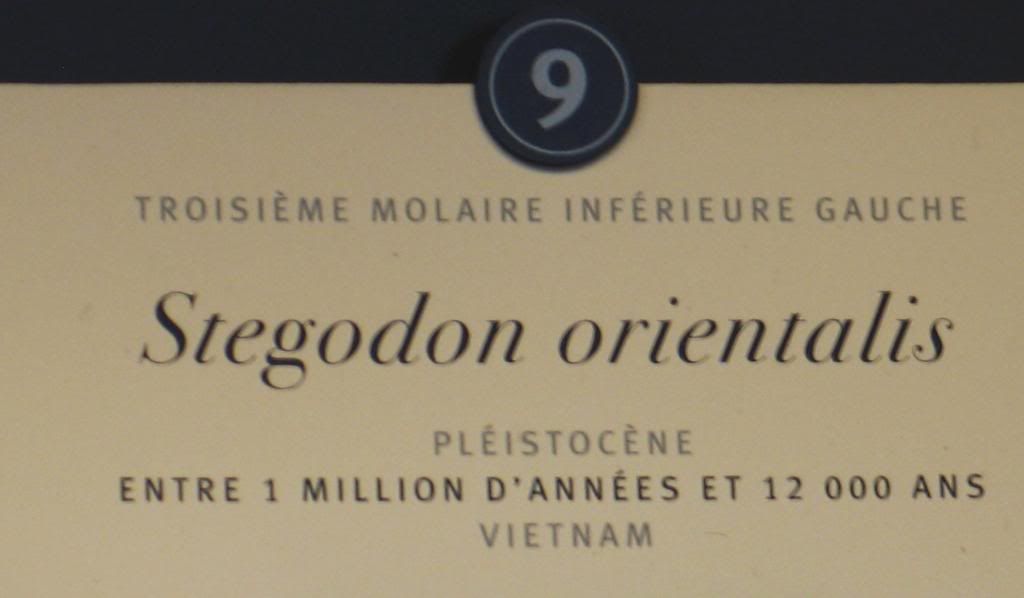 9
TROISIÈME MOLAIRE INFÉRIEURE GAUCHE
Stegodon orientalis
PLÉISTOCÈNE
ENTRE 1 MILLION D'ANNÉES ET 12 000 ANS
VIETNAM